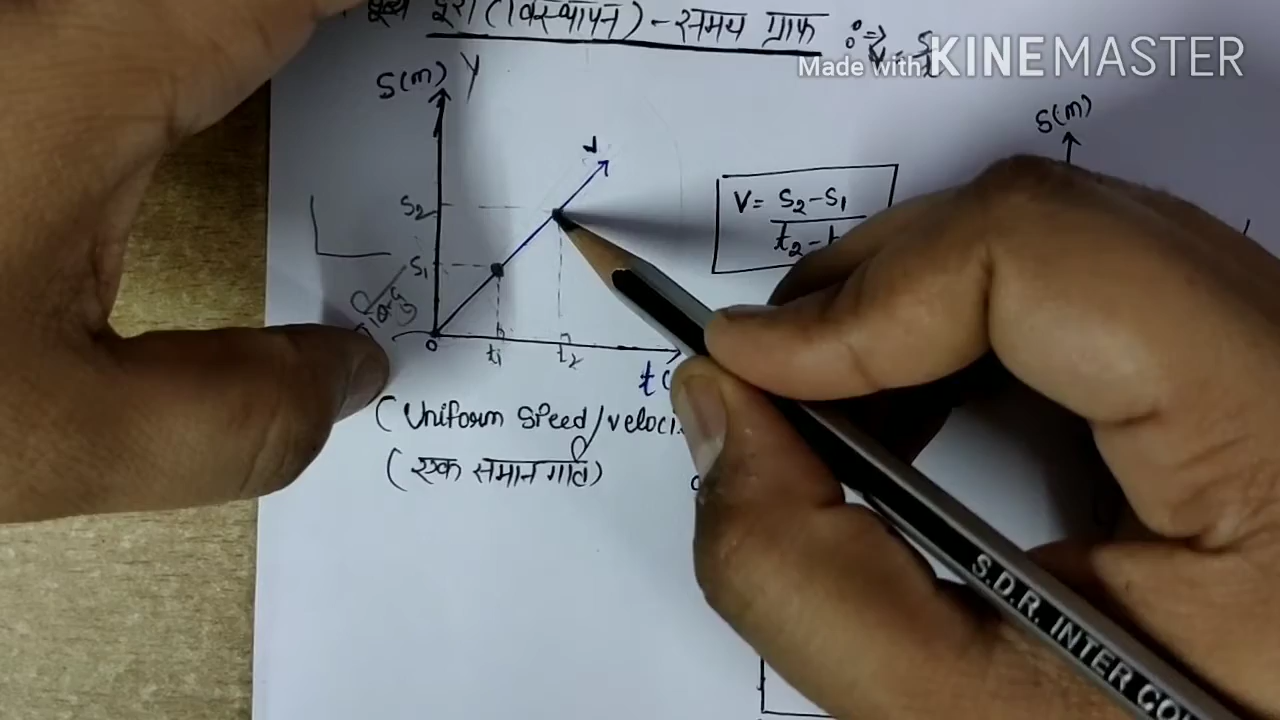 दूरी (विस्थापन) - समय ग्राफ
Made with KINEMASTER
S(m) Y
S(m)
S2
V = S2-S1
t2-
S1
0
t1
t2
t(
(Uniform Speed/veloci
(एक समान गति)
S.D.R. INTER CO